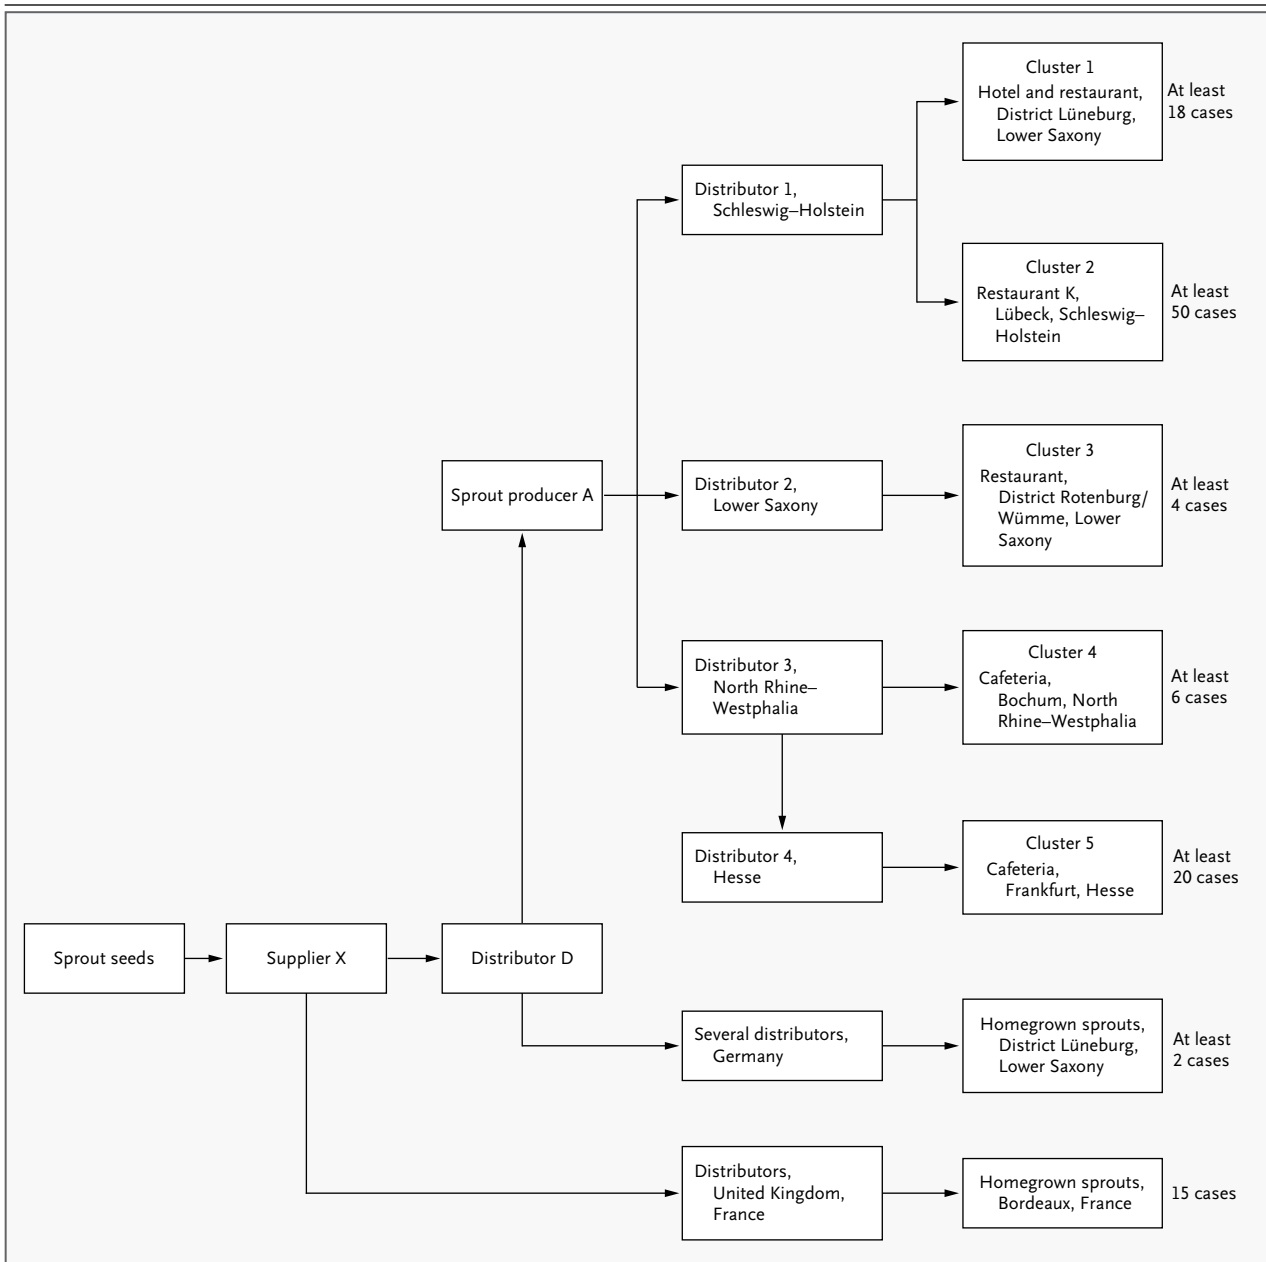 Cluster 1
Hotel and restaurant,
District Lüneburg,
Lower Saxony
At least
18 cases
Distributor 1,
Schleswig–Holstein
Cluster 2
Restaurant K,
Lübeck, Schleswig–
Holstein
At least
50 cases
Sprout producer A
Distributor 2,
Lower Saxony
Cluster 3
Restaurant,
District Rotenburg/
Wümme, Lower
Saxony
At least
4 cases
Distributor 3,
North Rhine–
Westphalia
Cluster 4
Cafeteria,
Bochum, North
Rhine–Westphalia
At least
6 cases
Distributor 4,
Hesse
Cluster 5
Cafeteria,
Frankfurt, Hesse
At least
20 cases
Sprout seeds
Supplier X
Distributor D
Several distributors,
Germany
Homegrown sprouts,
District Lüneburg,
Lower Saxony
At least
2 cases
Distributors,
United Kingdom,
France
Homegrown sprouts,
Bordeaux, France
15 cases